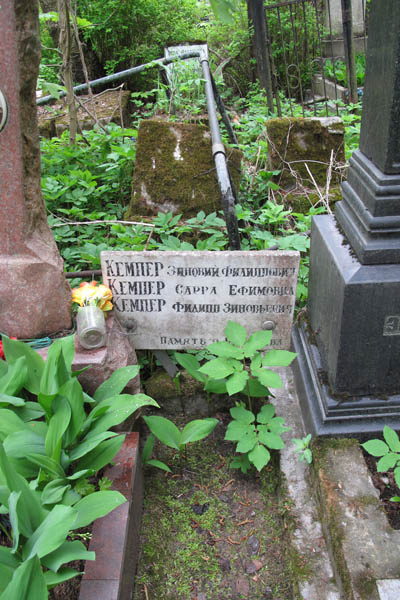 КЕМПЕР ЗИНОВИЙ ФИЛИППОВИЧ
КЕМПЕР САРРА ЕФИМОВНА
КЕМПЕР ФИЛИПП ЗИНОВЬЕВИЧ
ПАМЯТЬ